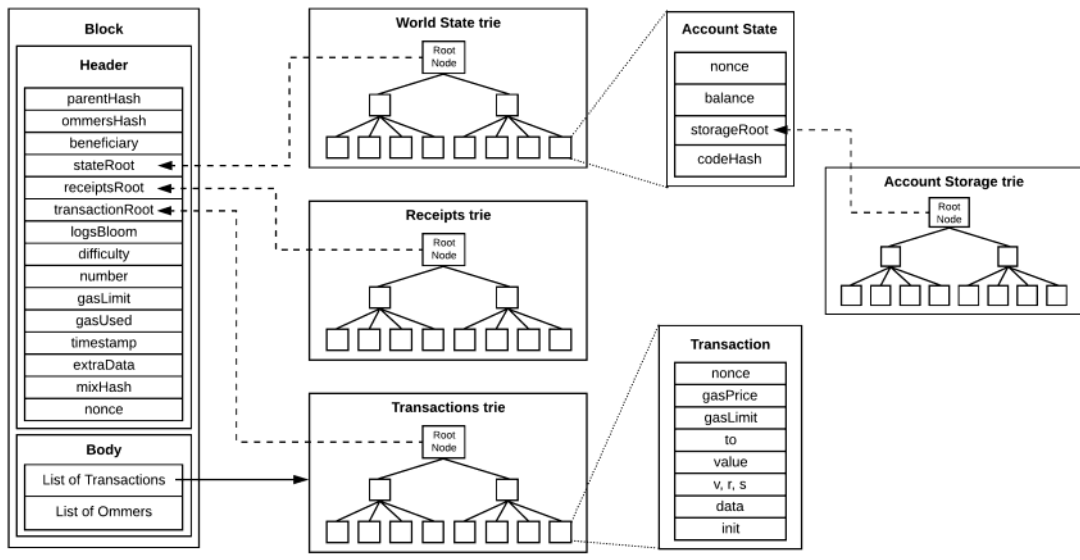 Block
Header
parentHash
ommersHash
beneficiary
stateRoot
receiptsRoot
transactionRoot
logsBloom
difficulty
number
gasLimit
gasUsed
timestamp
extraData
mixHash
nonce
Body
List of Transactions
List of Ommers
World State trie
Root
Node
Receipts trie
Root
Node
Transactions trie
Root
Node
Account State
nonce
balance
storageRoot
codeHash
Account Storage trie
Root
Node
Transaction
nonce
gasPrice
gasLimit
to
value
v, r, s
data
init